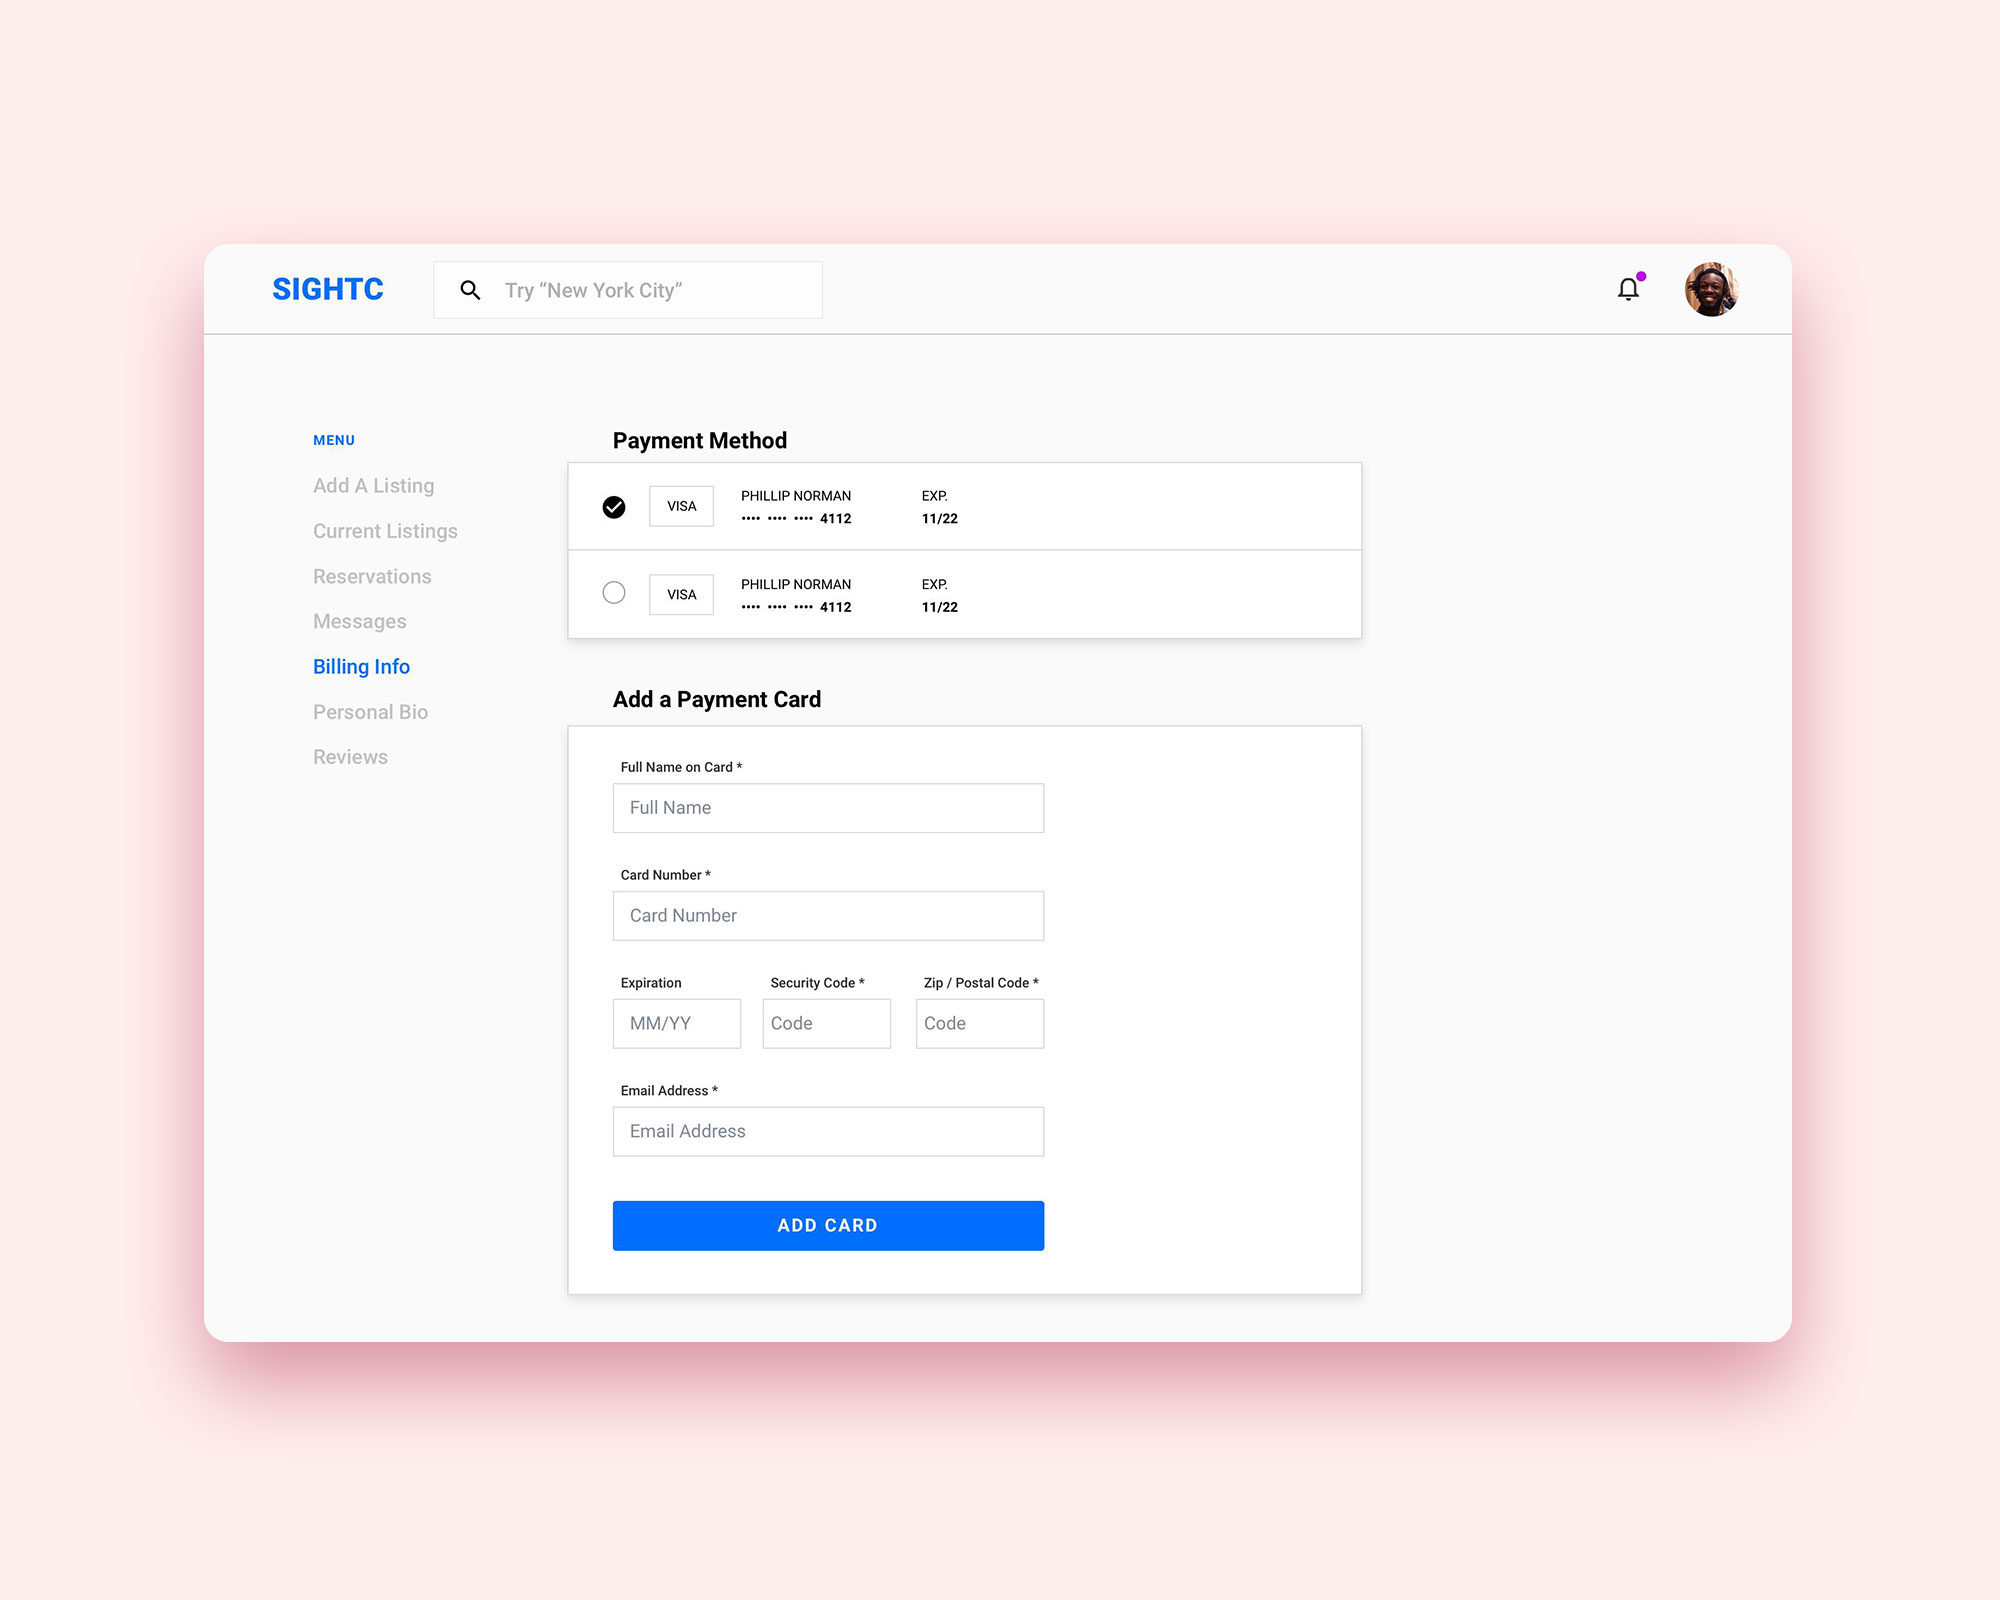 SIGHTC
Try “New York City”
MENU
Add A Listing
Current Listings
Reservations
Messages
Billing Info
Personal Bio
Reviews
Payment Method
VISA
PHILLIP NORMAN
•••• •••• •••• 4112
EXP.
11/22
VISA
PHILLIP NORMAN
•••• •••• •••• 4112
EXP.
11/22
Add a Payment Card
Full Name on Card *
Full Name
Card Number *
Card Number
Expiration
MM/YY
Security Code *
Code
Zip / Postal Code *
Code
Email Address *
Email Address
ADD CARD